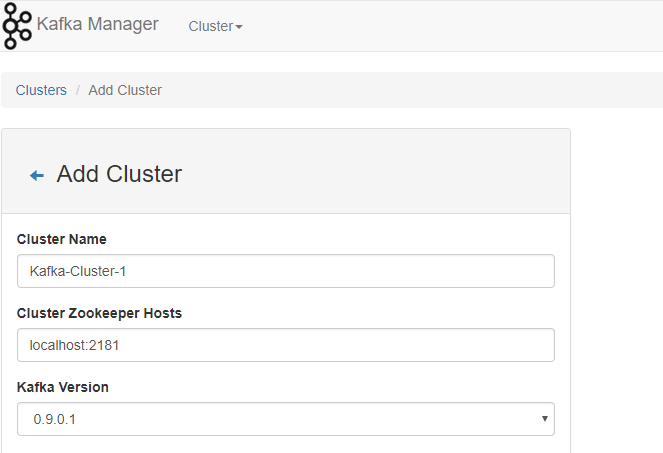 Kafka Manager Cluster
Clusters / Add Cluster
Add Cluster
Cluster Name
Kafka-Cluster-1
Cluster Zookeeper Hosts
localhost:2181
Kafka Version
0.9.0.1